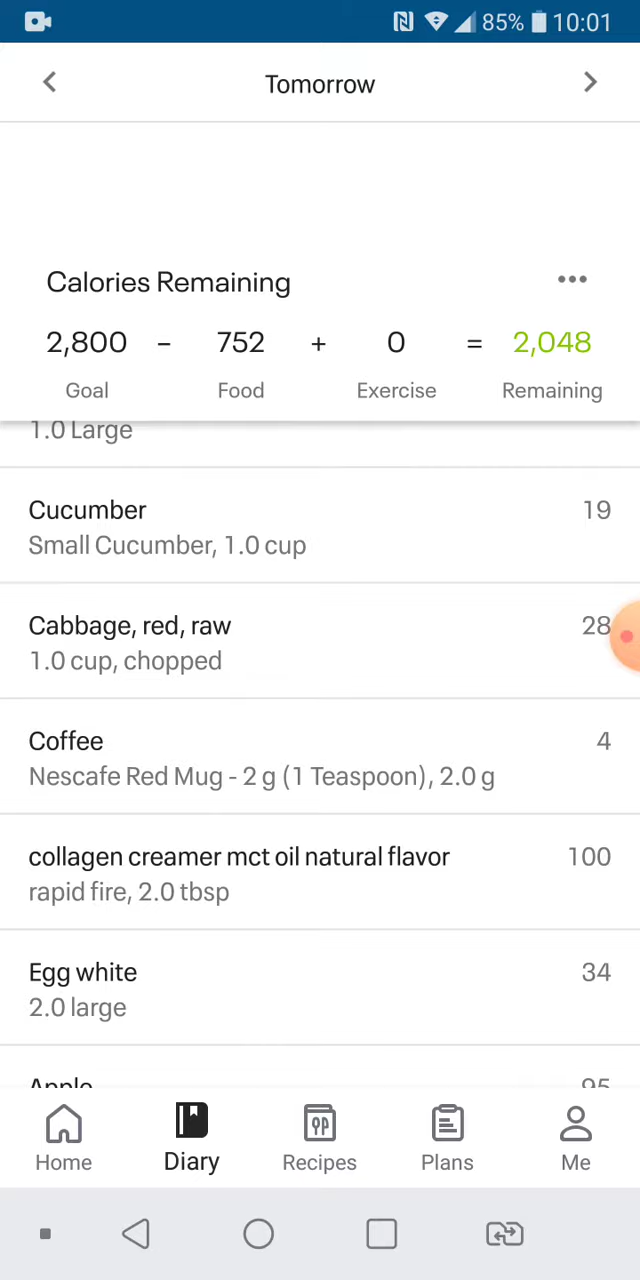 85% 10:01
Tomorrow
Calories Remaining
2,800 - 752 + 0 = 2,048
Goal Food Exercise Remaining
1.0 Large
Cucumber 19
Small Cucumber, 1.0 cup
Cabbage, red, raw 28
1.0 cup, chopped
Coffee 4
Nescafe Red Mug - 2 g (1 Teaspoon), 2.0 g
collagen creamer mct oil natural flavor 100
rapid fire, 2.0 tbsp
Egg white 34
2.0 large
Apple 95
Home Diary Recipes Plans Me